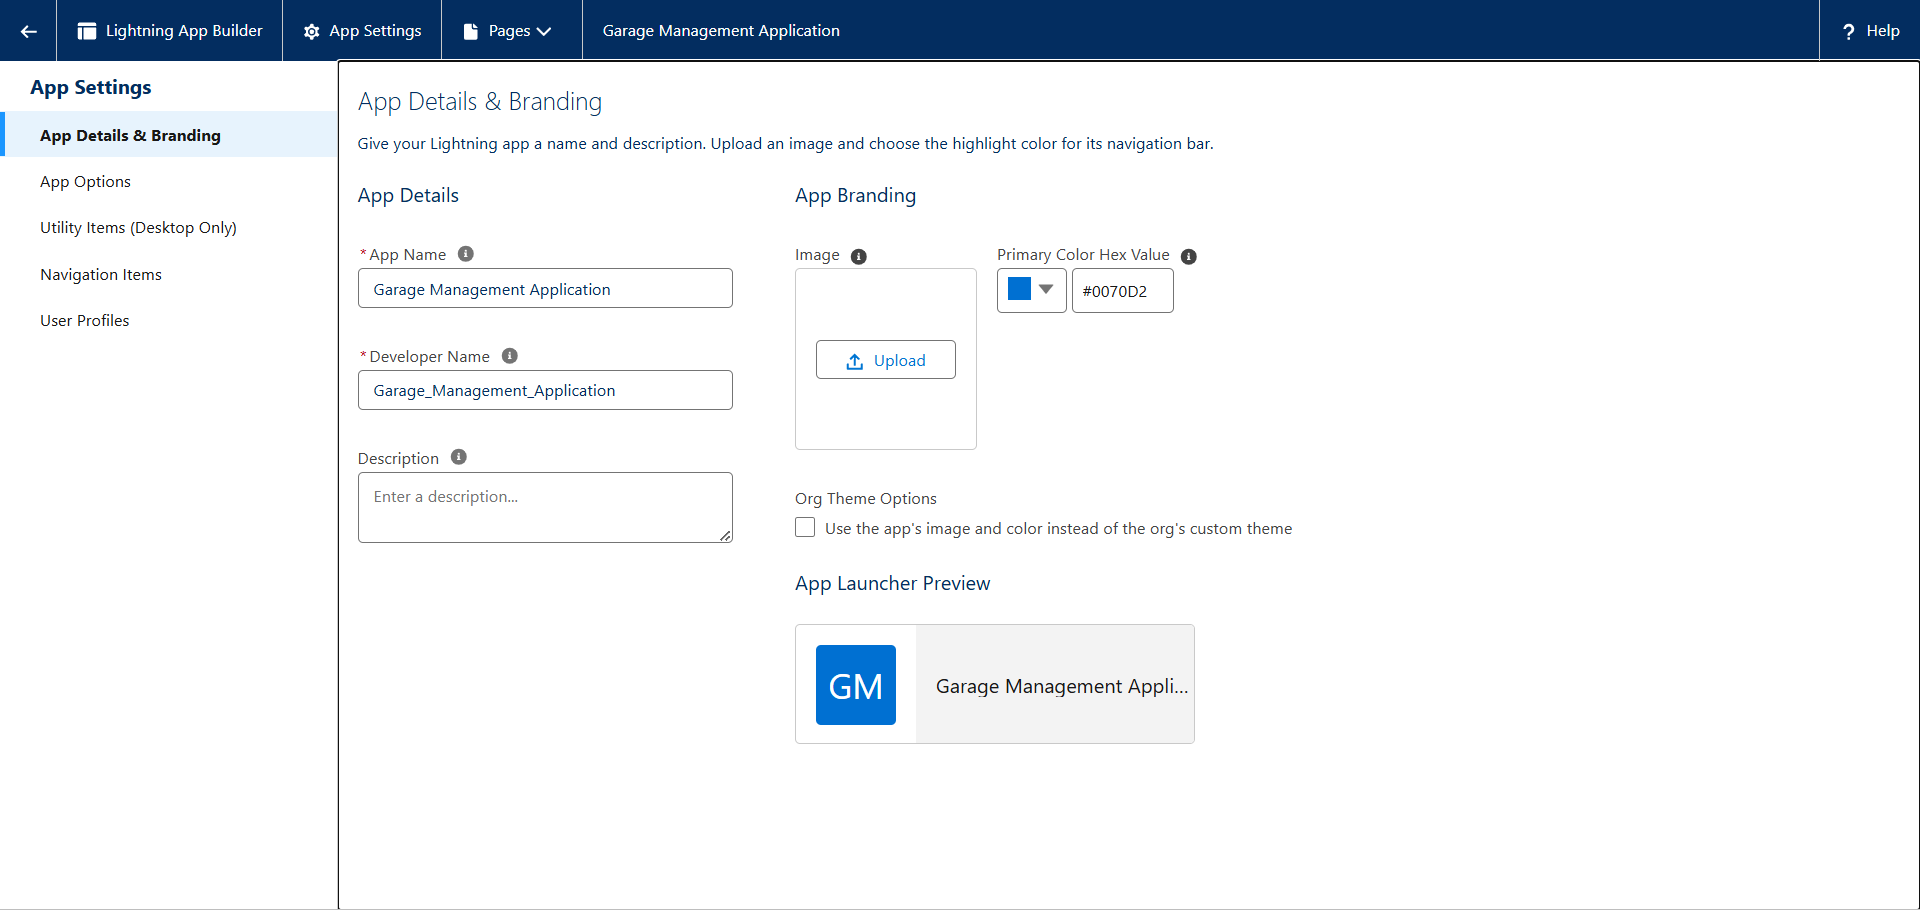 Lightning App Builder
App Settings
Pages
Garage Management Application
? Help
App Settings
App Details & Branding
App Options
Utility Items (Desktop Only)
Navigation Items
User Profiles
App Details & Branding
Give your Lightning app a name and description. Upload an image and choose the highlight color for its navigation bar.
App Details
*App Name
Garage Management Application
*Developer Name
Garage_Management_Application
Description
Enter a description...
App Branding
Image
Upload
Primary Color Hex Value
#0070D2
Org Theme Options
Use the app's image and color instead of the org's custom theme
App Launcher Preview
GM
Garage Management Appli...